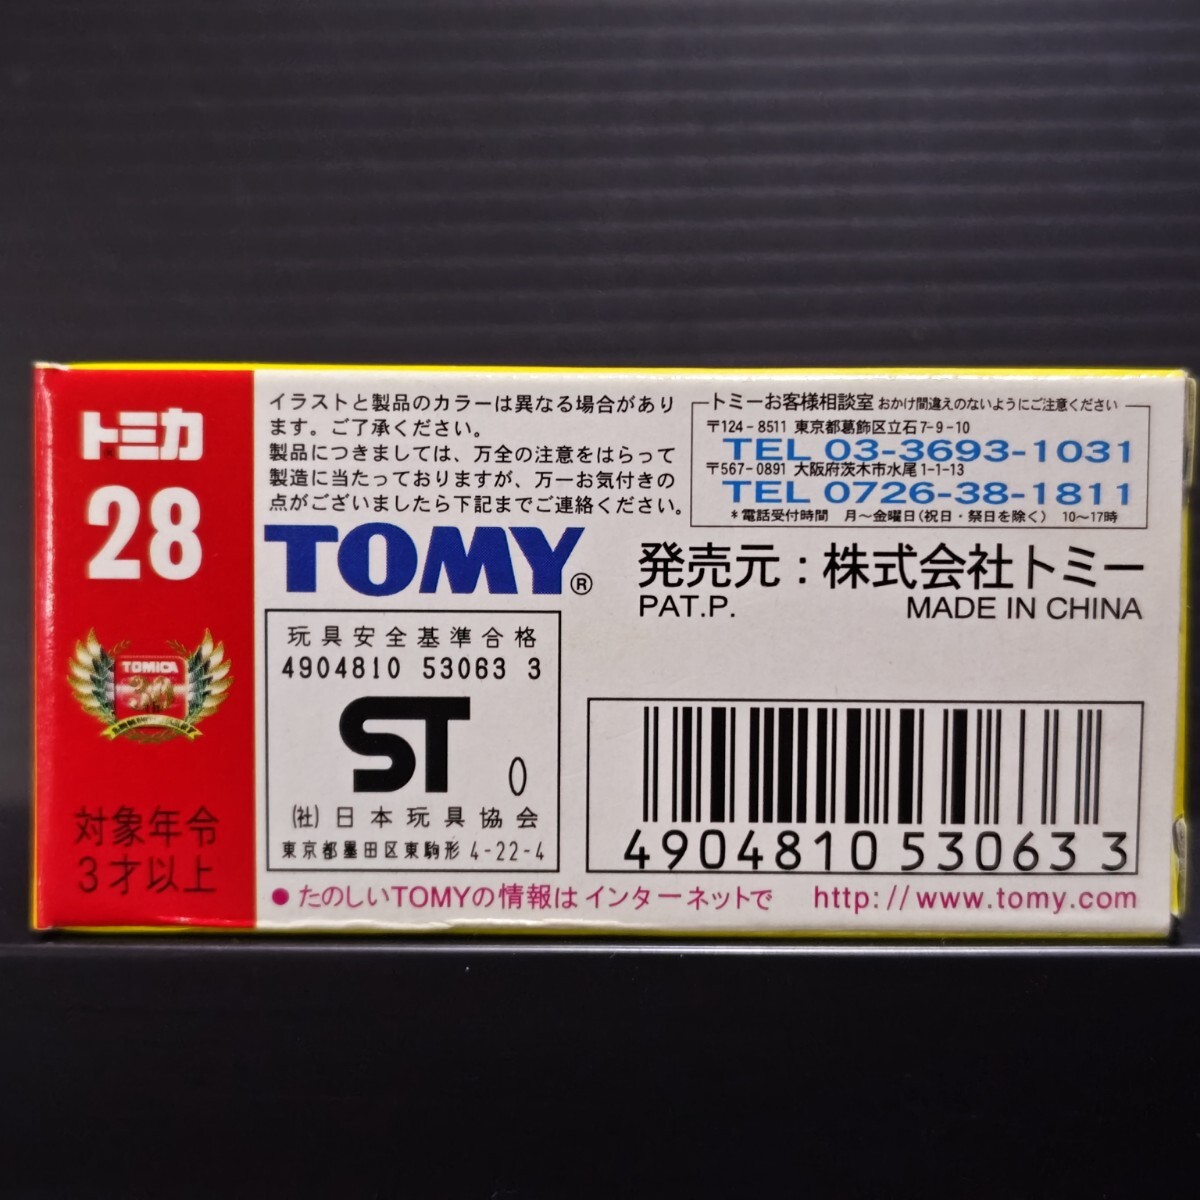 トミカ
28
TOMICA
30
th
対象年令
3才以上
イラストと製品のカラーは異なる場合があり
ます。ご了承ください。
製品につきましては、万全の注意をはらって
製造に当たっておりますが、万一お気付きの
点がございましたら下記までご連絡ください。
トミーお客様相談室 おかけ間違えのないようにご注意ください
〒124-8511 東京都葛飾区立石7-9-10
TEL 03-3693-1031
〒567-0891 大阪府茨木市水尾1-1-13
TEL 0726-38-1811
*電話受付時間 月〜金曜日(祝日・祭日を除く) 10〜17時
TOMY®
発売元:株式会社トミー
PAT.P. MADE IN CHINA
玩具安全基準合格
4904810 53063 3
ST 0
(社)日本玩具協会
東京都墨田区東駒形 4-22-4
4904810530633
●たのしいTOMYの情報はインターネットで http://www.tomy.com